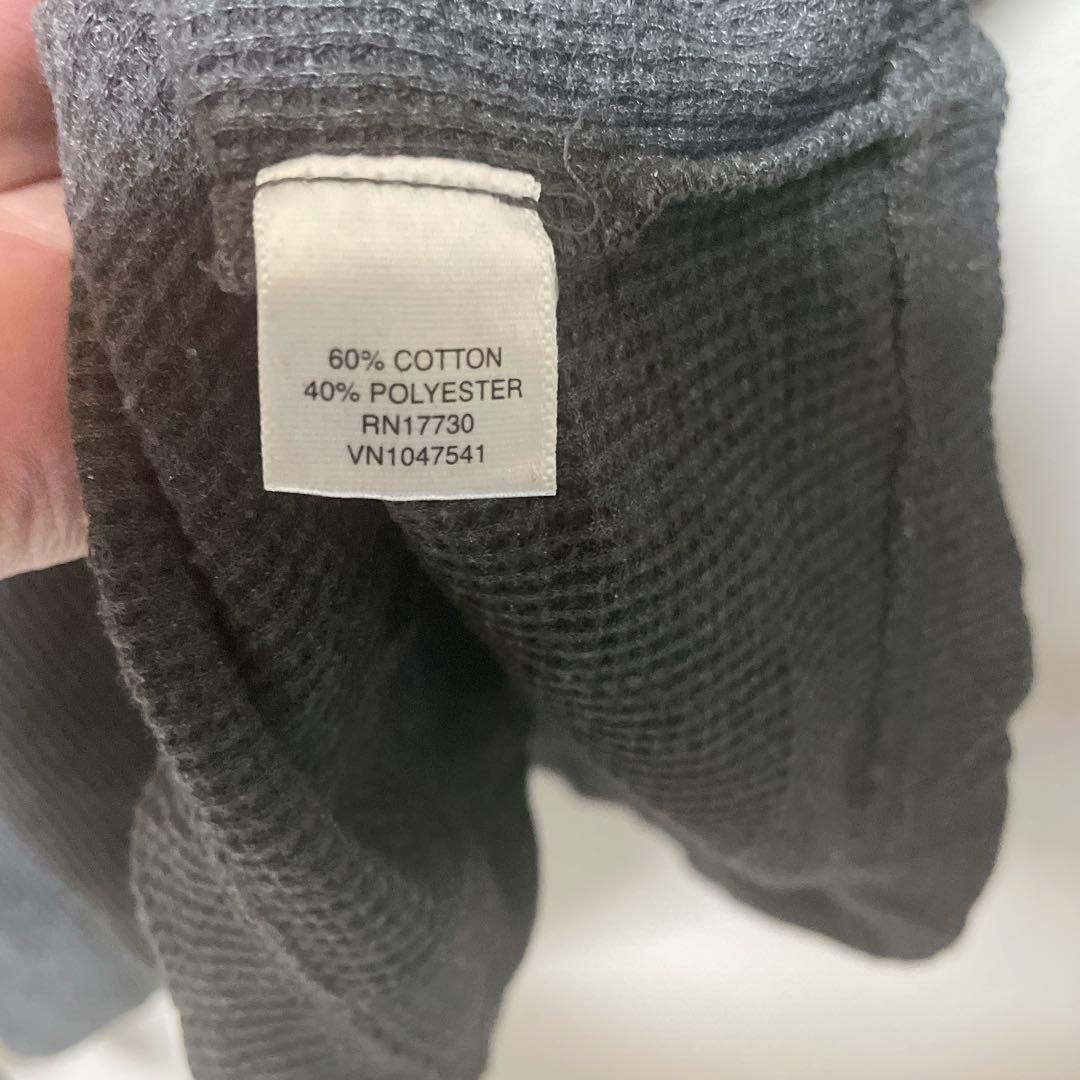 60% COTTON
40% POLYESTER
RN17730
VN1047541